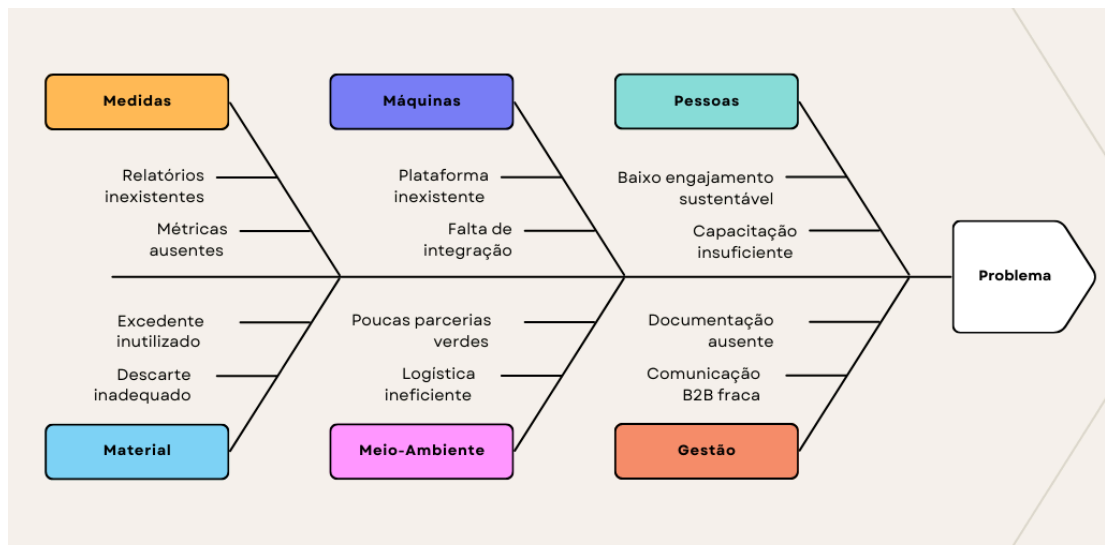 Medidas
Máquinas
Pessoas
Relatórios
inexistentes
Métricas
ausentes
Plataforma
inexistente
Falta de
integração
Baixo engajamento
sustentável
Capacitação
insuficiente
Problema
Excedente
inutilizado
Descarte
inadequado
Poucas parcerias
verdes
Logística
ineficiente
Documentação
ausente
Comunicação
B2B fraca
Material
Meio-Ambiente
Gestão